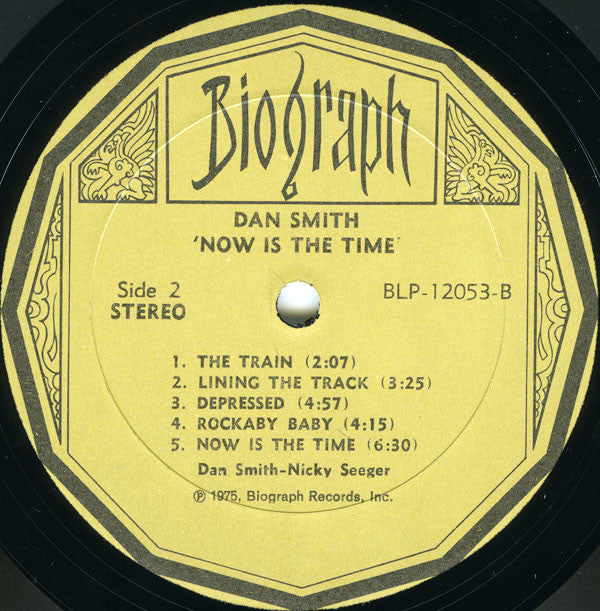 Biograph
DAN SMITH
'NOW IS THE TIME'
Side 2
STEREO
BLP-12053-B
1. THE TRAIN (2:07)
2. LINING THE TRACK (3:25)
3. DEPRESSED (4:57)
4. ROCKABY BABY (4:15)
5. NOW IS THE TIME (6:30)
Dan Smith-Nicky Seeger
℗ 1975, Biograph Records, Inc.